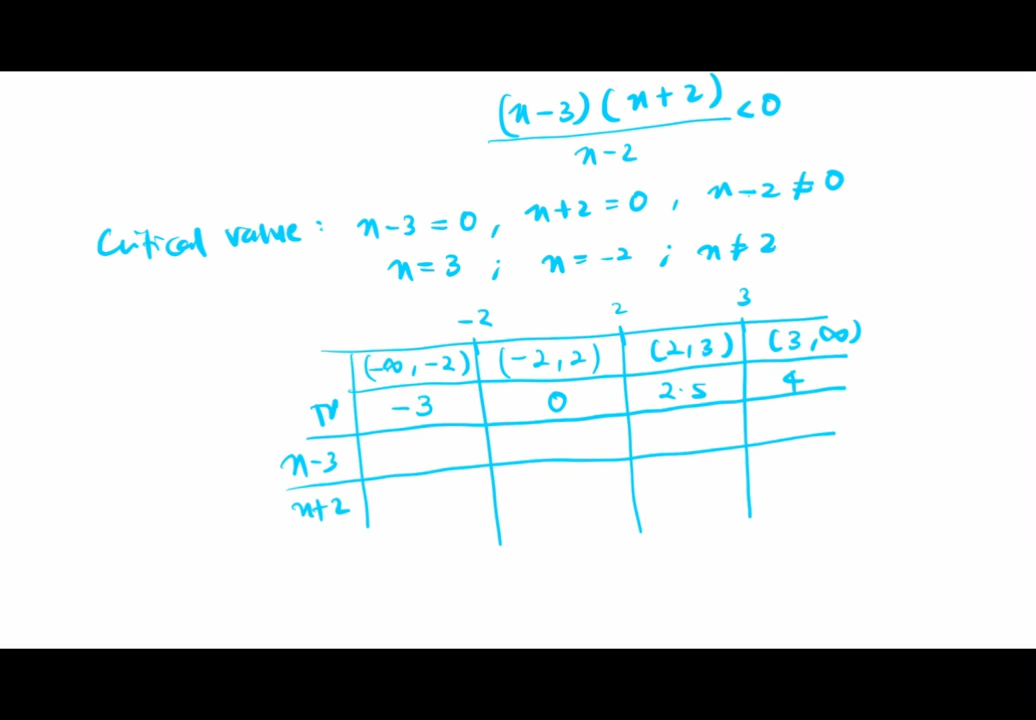 (x-3)(x+2) <0
x-2
Critical value: x-3=0, x+2=0, x-2≠0
x=3; x=-2; x≠2
-2 2 3
(-∞,-2) (-2,2) (2,3) (3,∞)
TV -3 0 2.5 4
x-3
x+2